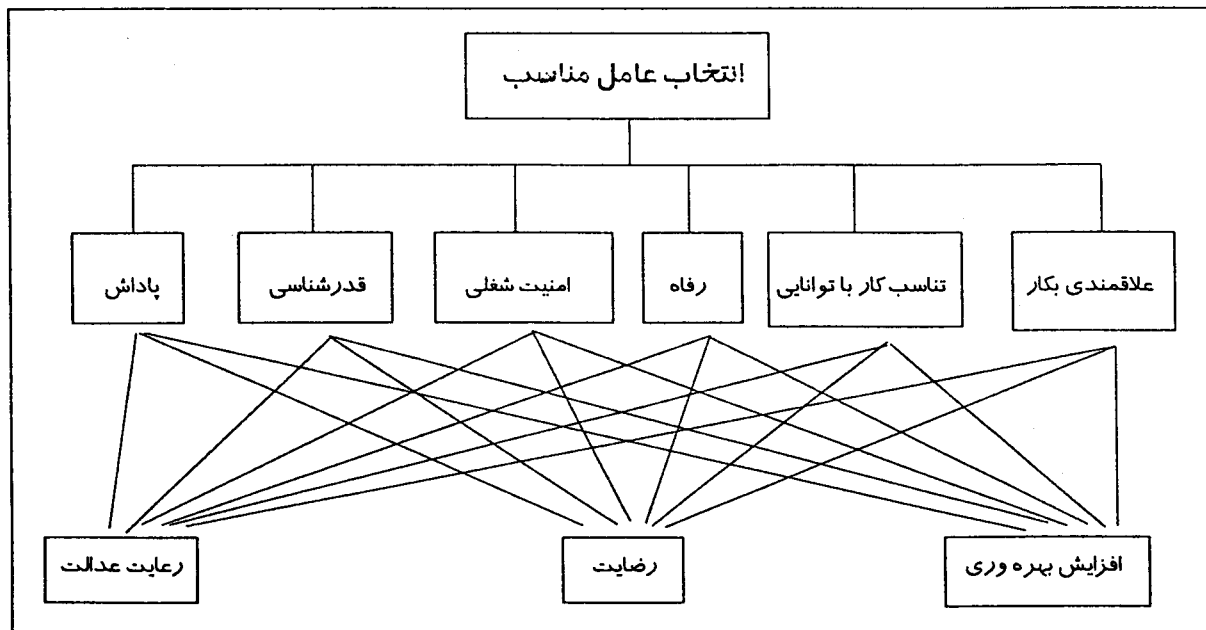 انتخاب عامل مناسب
علاقمندی بکار
تناسب کار با توانایی
رفاه
امنیت شغلی
قدرشناسی
پاداش
افزایش بهره وری
رضایت
رعایت عدالت